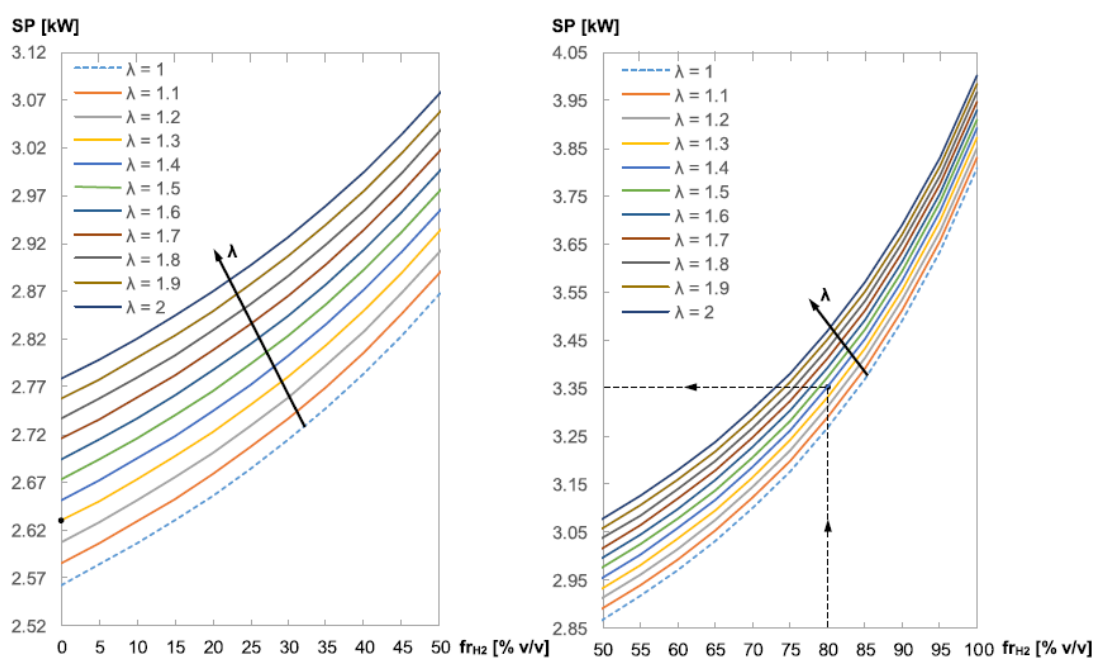 SP [kW]
3.12
3.07
3.02
2.97
2.92
2.87
2.82
2.77
2.72
2.67
2.62
2.57
2.52
λ = 1
λ = 1.1
λ = 1.2
λ = 1.3
λ = 1.4
λ = 1.5
λ = 1.6
λ = 1.7
λ = 1.8
λ = 1.9
λ = 2
λ
0 5 10 15 20 25 30 35 40 45 50 frH2 [% v/v]
SP [kW]
4.05
3.95
3.85
3.75
3.65
3.55
3.45
3.35
3.25
3.15
3.05
2.95
2.85
λ = 1
λ = 1.1
λ = 1.2
λ = 1.3
λ = 1.4
λ = 1.5
λ = 1.6
λ = 1.7
λ = 1.8
λ = 1.9
λ = 2
λ
50 55 60 65 70 75 80 85 90 95 100 frH2 [% v/v]